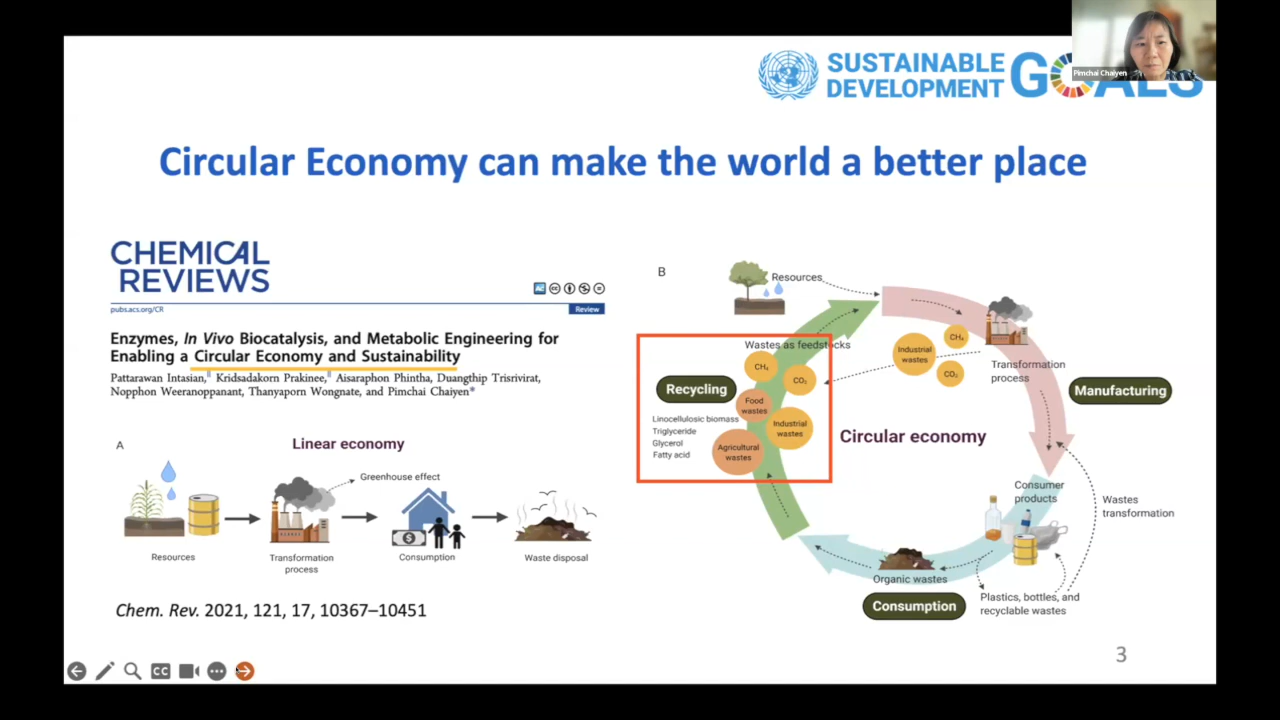 SUSTAINABLE
DEVELOPMENT
GOALS
Pimchai Chaiyen
Circular Economy can make the world a better place
CHEMICAL
REVIEWS
pubs.acs.org/CR
Review
Enzymes, In Vivo Biocatalysis, and Metabolic Engineering for
Enabling a Circular Economy and Sustainability
Pattarawan Intasian,‖ Kridsadakorn Prakinee,‖ Aisaraphon Phintha, Duangthip Trisrivirat,
Nopphon Weeranoppanant, Thanyaporn Wongnate, and Pimchai Chaiyen*
A
Linear economy
Greenhouse effect
Resources
Transformation
process
Consumption
Waste disposal
Chem. Rev. 2021, 121, 17, 10367–10451
B
Resources
Wastes as feedstocks
CH₄
CO₂
Food
wastes
Industrial
wastes
Agricultural
wastes
Recycling
Linocellulosic biomass
Triglyceride
Glycerol
Fatty acid
Industrial
wastes
CH₄
CO₂
Transformation
process
Manufacturing
Circular economy
Consumer
products
Wastes
transformation
Organic wastes
Consumption
Plastics, bottles, and
recyclable wastes
3
CC